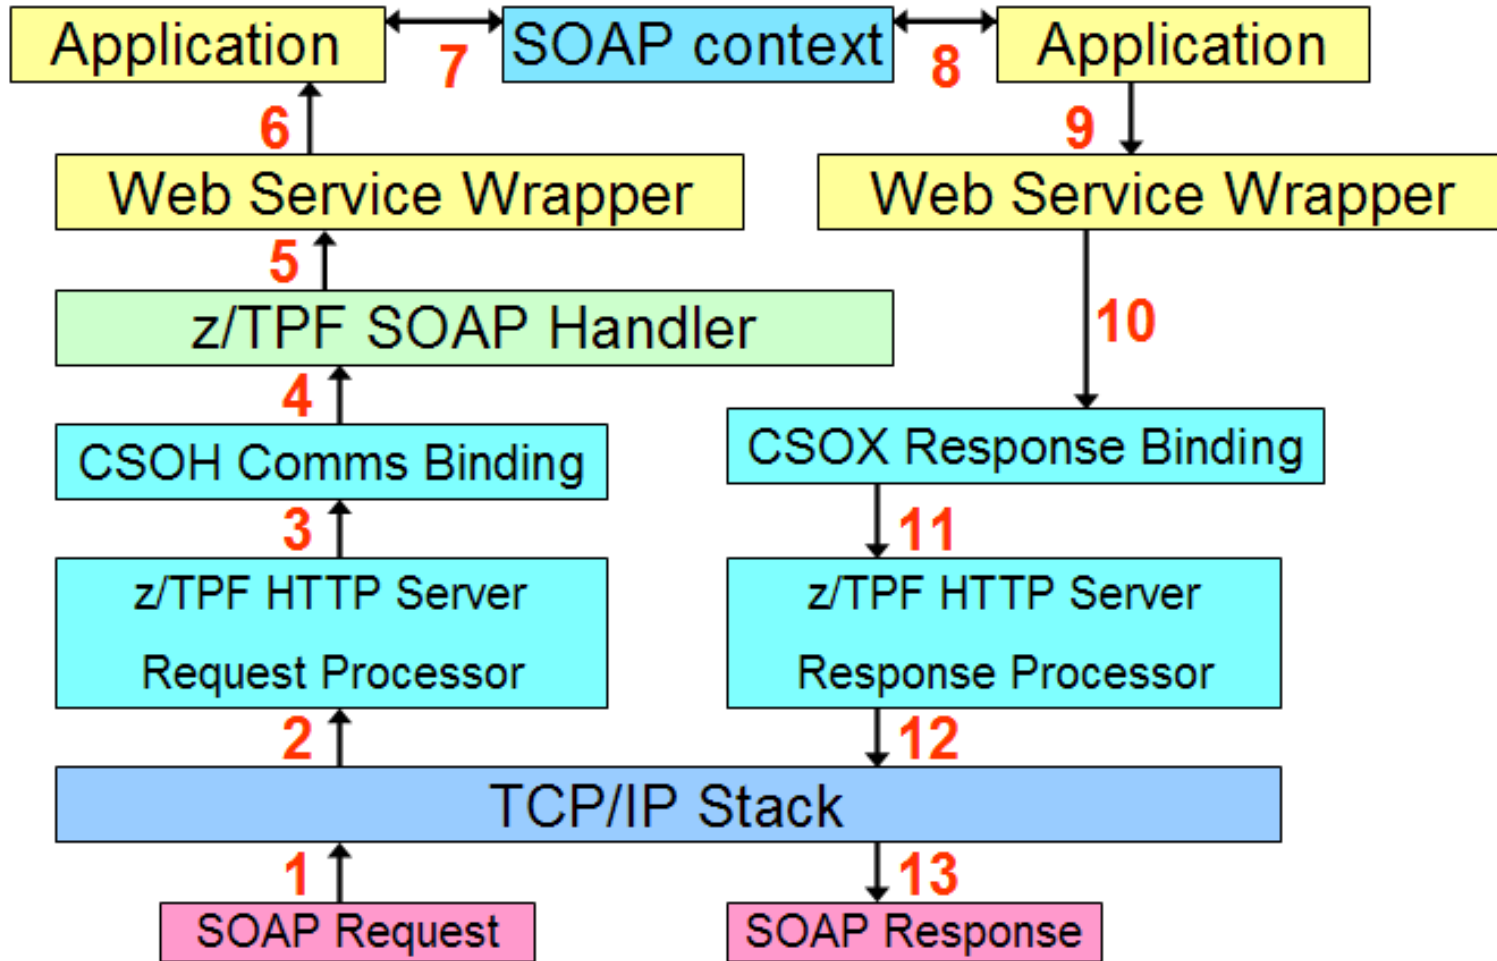 Application
7
SOAP context
8
Application
6
9
Web Service Wrapper
Web Service Wrapper
5
10
z/TPF SOAP Handler
4
CSOH Comms Binding
CSOX Response Binding
3
11
z/TPF HTTP Server
Request Processor
z/TPF HTTP Server
Response Processor
2
12
TCP/IP Stack
1
13
SOAP Request
SOAP Response